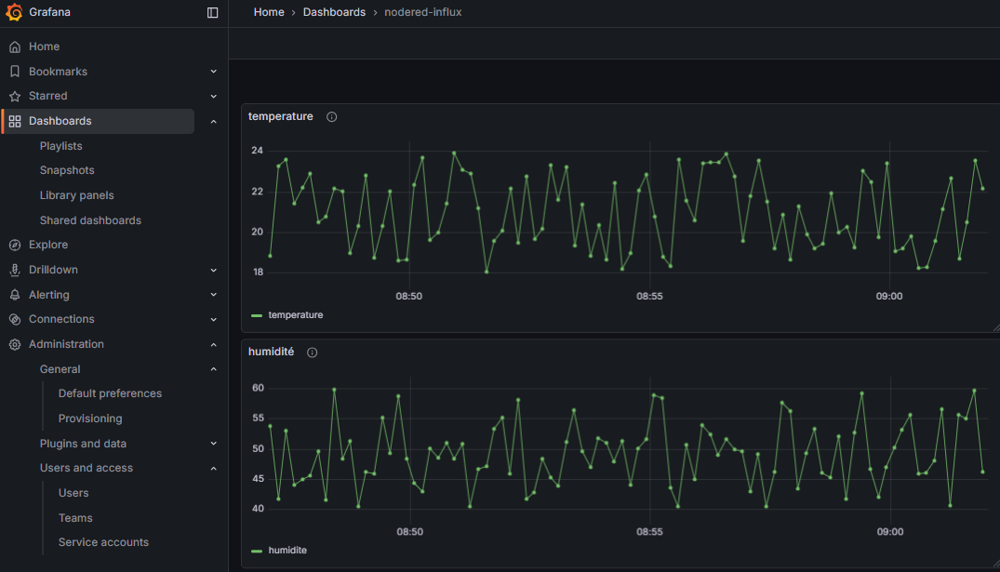 Grafana
Home › Dashboards › nodered-influx
Home
Bookmarks
Starred
Dashboards
Playlists
Snapshots
Library panels
Shared dashboards
Explore
Drilldown
Alerting
Connections
Administration
General
Default preferences
Provisioning
Plugins and data
Users and access
Users
Teams
Service accounts
temperature
24
22
20
18
08:50 08:55 09:00
temperature
humidité
60
55
50
45
40
08:50 08:55 09:00
humidite